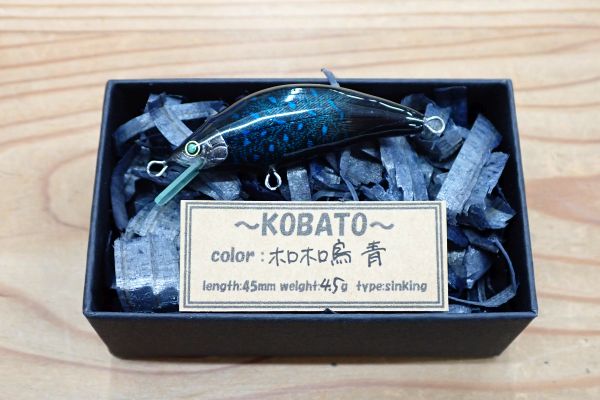 ～KOBATO～
color：ホロホロ鳥 青
length:45mm weight:4.5g type:sinking